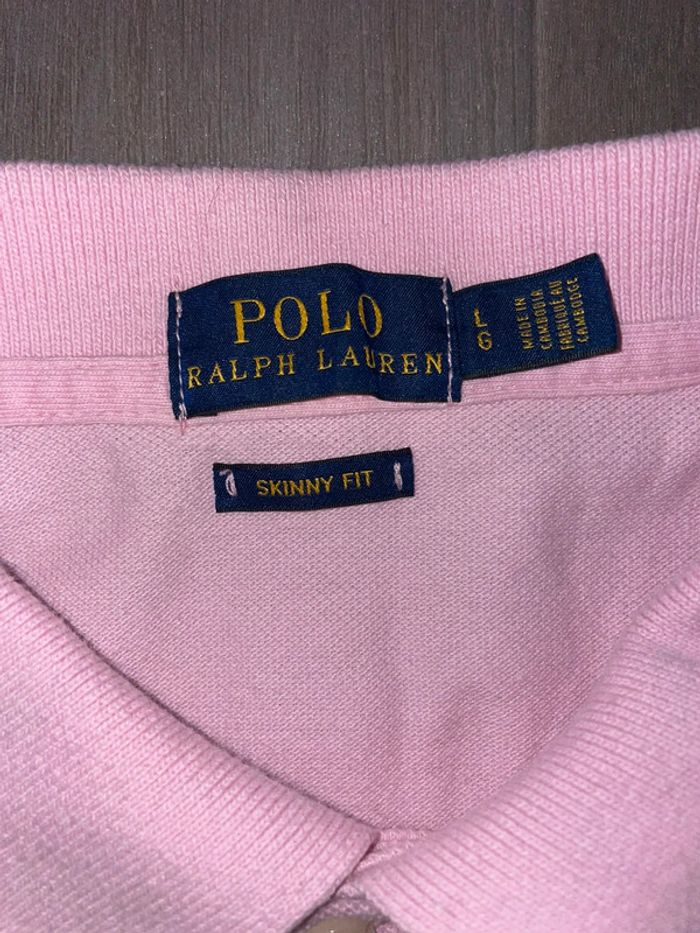 POLO
RALPH LAUREN
L
G
MADE IN
CAMBODIA
FABRIQUÉ AU
CAMBODGE
SKINNY FIT